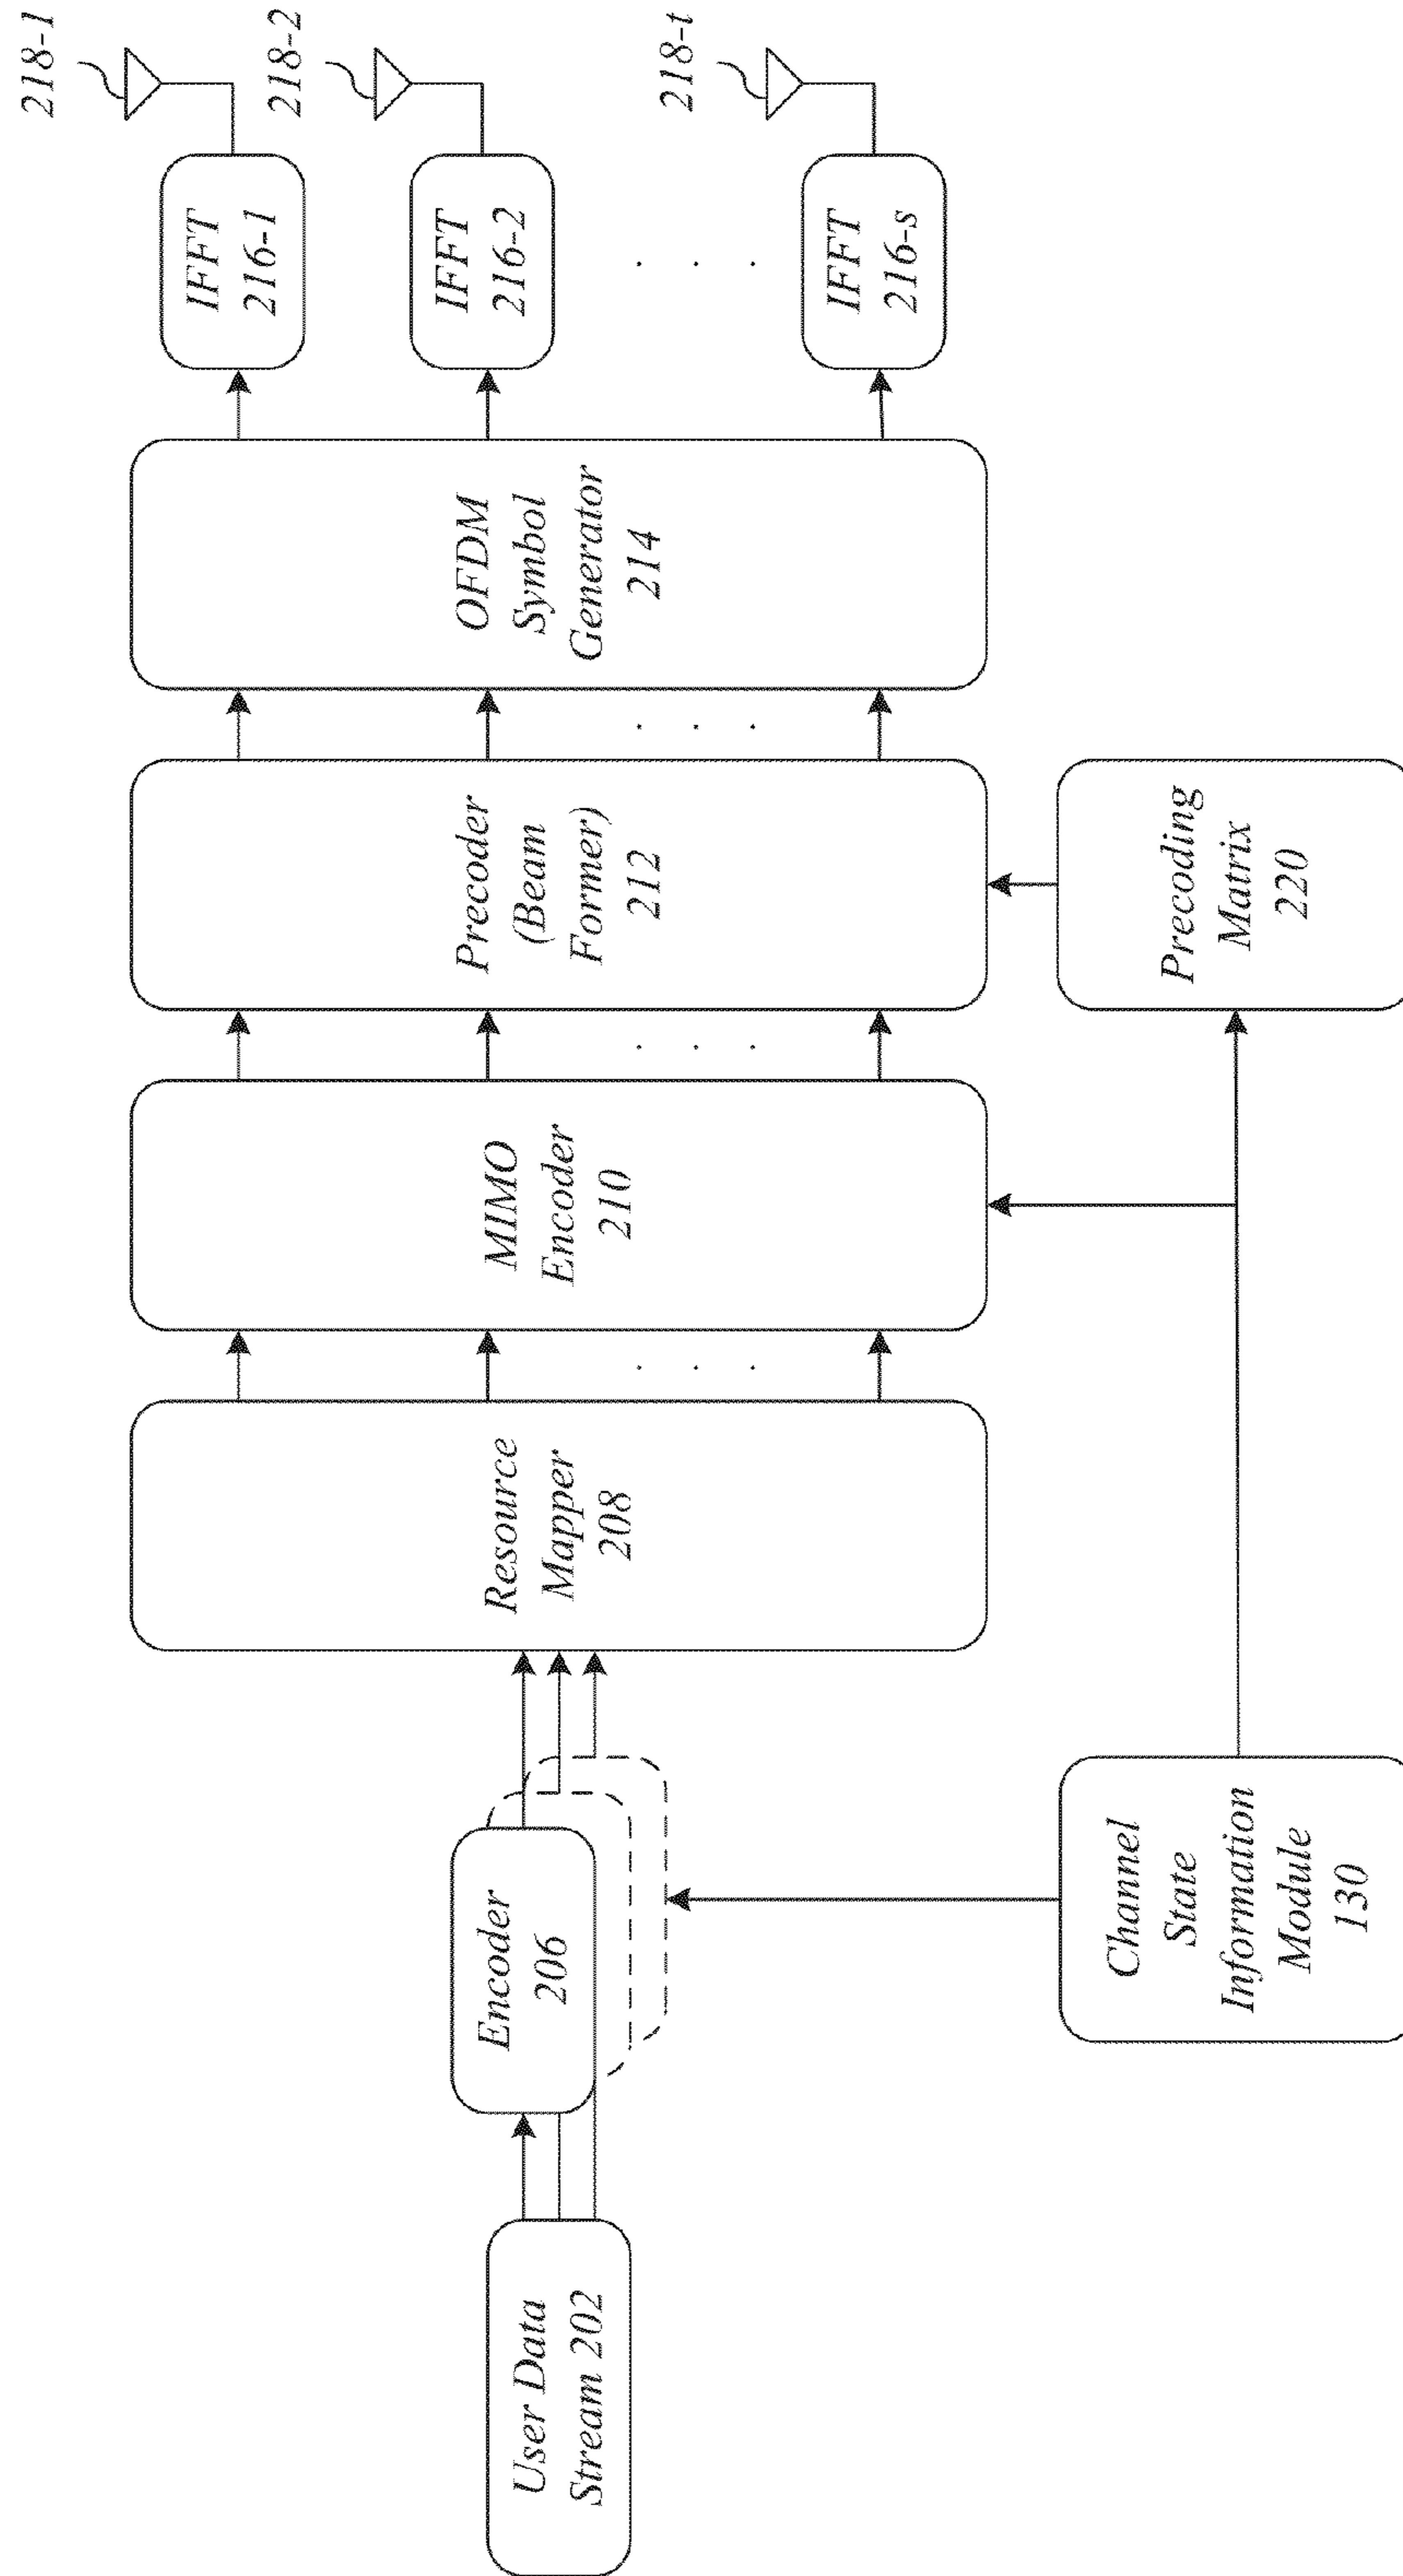 User Data
Stream 202
Encoder
206
Resource
Mapper
208
MIMO
Encoder
210
Precoder
(Beam
Former)
212
OFDM
Symbol
Generator
214
IFFT
216-1
218-1
IFFT
216-2
218-2
IFFT
216-s
218-t
Channel
State
Information
Module
130
Precoding
Matrix
220